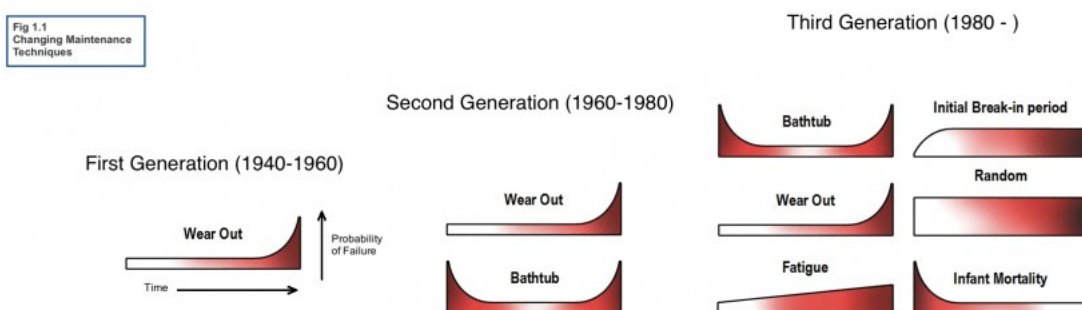 Fig 1.1
Changing Maintenance
Techniques
Third Generation (1980 - )
Second Generation (1960-1980)
First Generation (1940-1960)
Wear Out
Probability
of Failure
Time
Wear Out
Bathtub
Bathtub
Initial Break-in period
Wear Out
Random
Fatigue
Infant Mortality